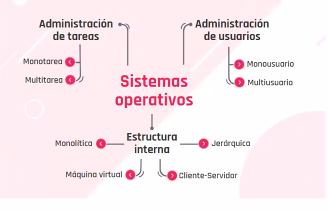 Administración
de tareas
Monotarea
Multitarea
Administración
de usuarios
Monousuario
Multiusuario
Sistemas
operativos
Estructura
interna
Monolítica
Jerárquica
Máquina virtual
Cliente-Servidor